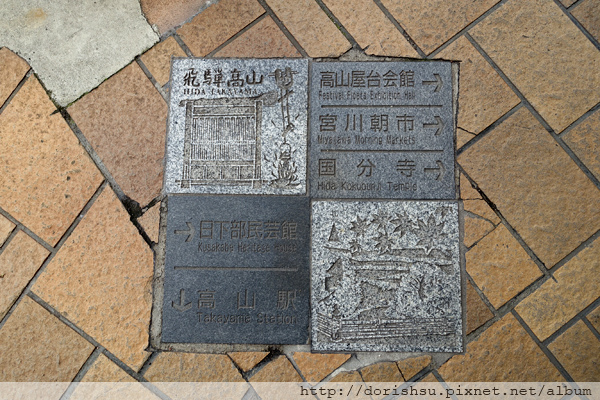 飛騨高山
HIDA TAKAYAMA
高山屋台会館
Festival Floats Exhibition Hall
宮川朝市
Miyagawa Morning Markets
国分寺
Hida Kokubunji Temple
日下部民芸館
Kusakabe Heritage House
高山駅
Takayama Station
http://dorishsu.pixnet.net/album